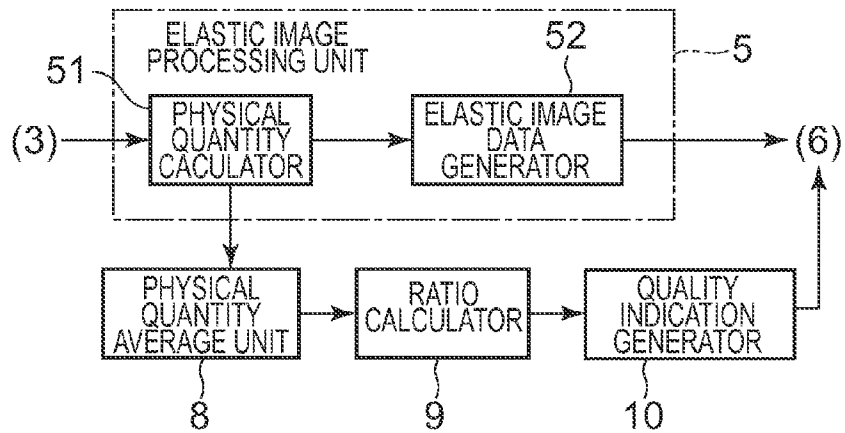 ELASTIC IMAGE
PROCESSING UNIT
52
5
51
(3)
PHYSICAL
QUANTITY
CACULATOR
ELASTIC IMAGE
DATA
GENERATOR
(6)
PHYSICAL
QUANTITY
AVERAGE UNIT
RATIO
CALCULATOR
QUALITY
INDICATION
GENERATOR
8
9
10